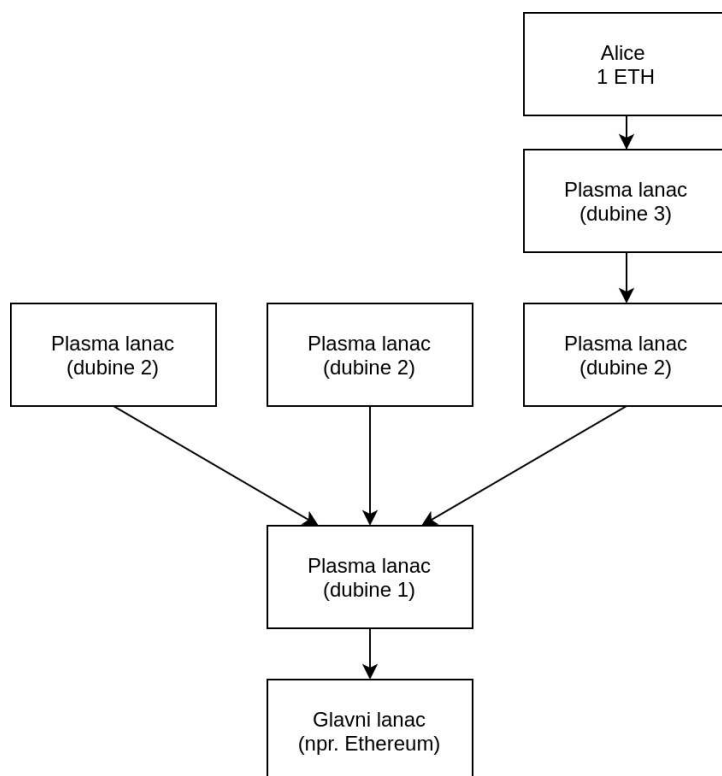 Alice
1 ETH
Plasma lanac
(dubine 3)
Plasma lanac
(dubine 2)
Plasma lanac
(dubine 2)
Plasma lanac
(dubine 2)
Plasma lanac
(dubine 1)
Glavni lanac
(npr. Ethereum)